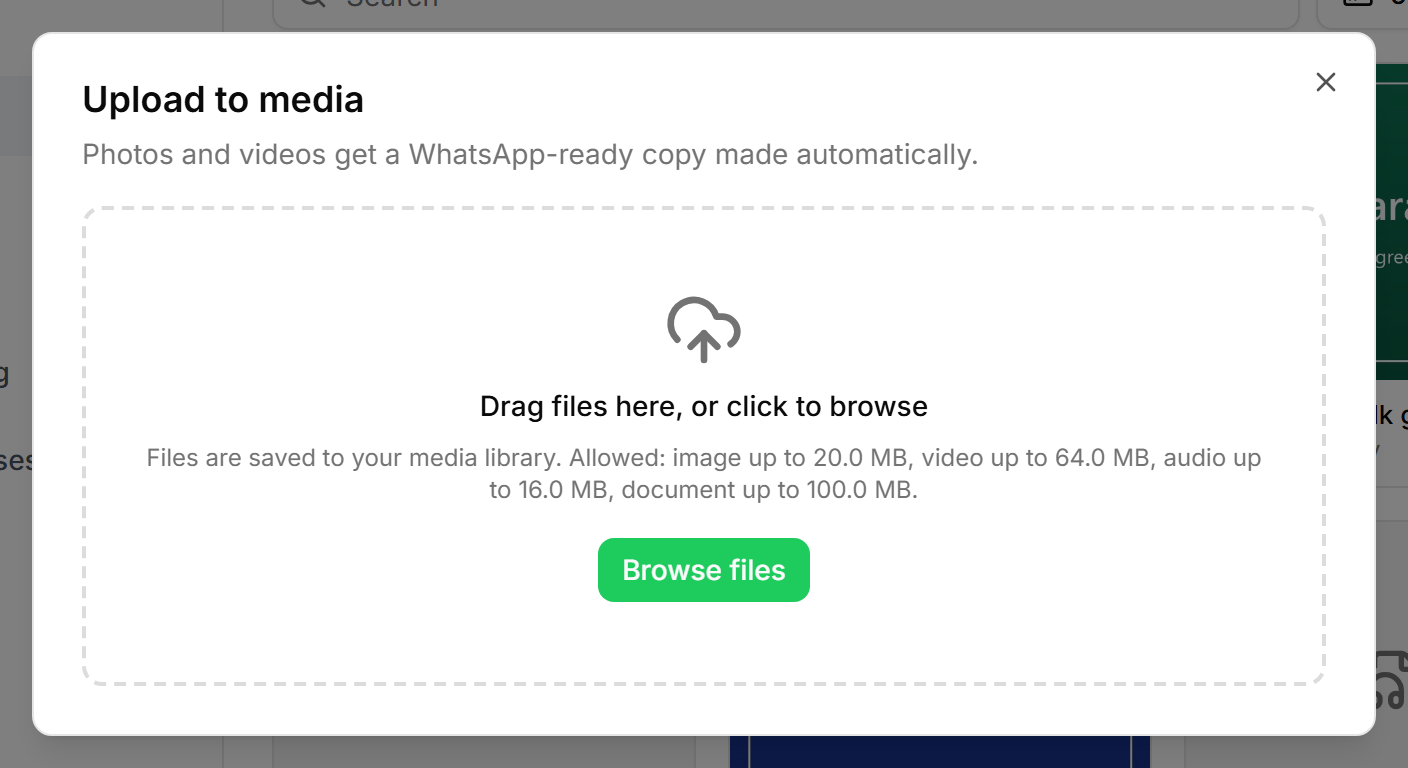 Search
Upload to media
Photos and videos get a WhatsApp-ready copy made automatically.
Drag files here, or click to browse
Files are saved to your media library. Allowed: image up to 20.0 MB, video up to 64.0 MB, audio up
to 16.0 MB, document up to 100.0 MB.
Browse files